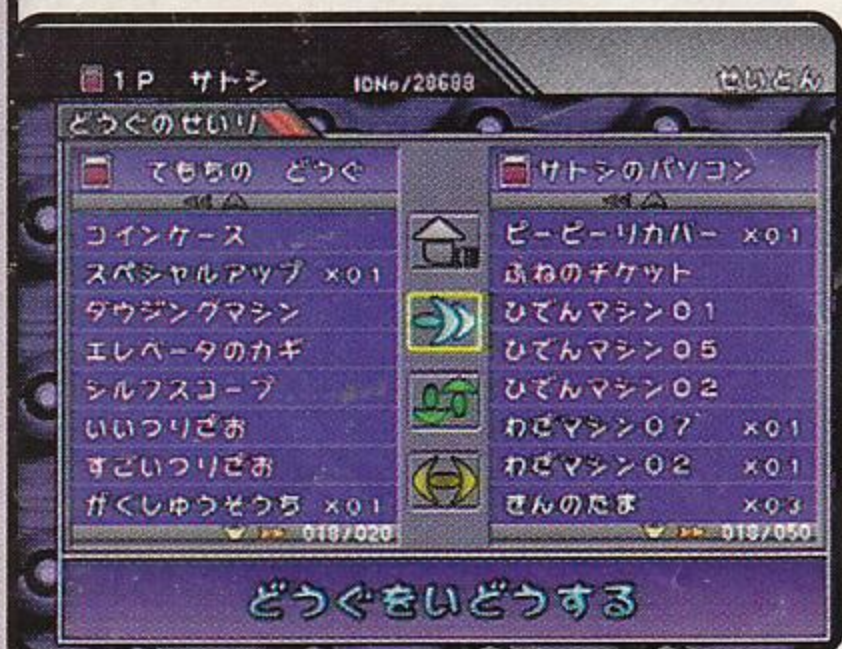 1P サトシ IDNo/28688 せいとん
どうぐのせいり
てもちの どうぐ
コインケース
スペシャルアップ ×01
ダウジングマシン
エレベータのカギ
シルフスコープ
いいつりざお
すごいつりざお
がくしゅうそうち ×01
018/020
サトシのパソコン
ピーピーリカバー ×01
ふねのチケット
ひでんマシン01
ひでんマシン05
ひでんマシン02
わざマシン07 ×01
わざマシン02 ×01
きんのたま ×03
018/050
どうぐをいどうする